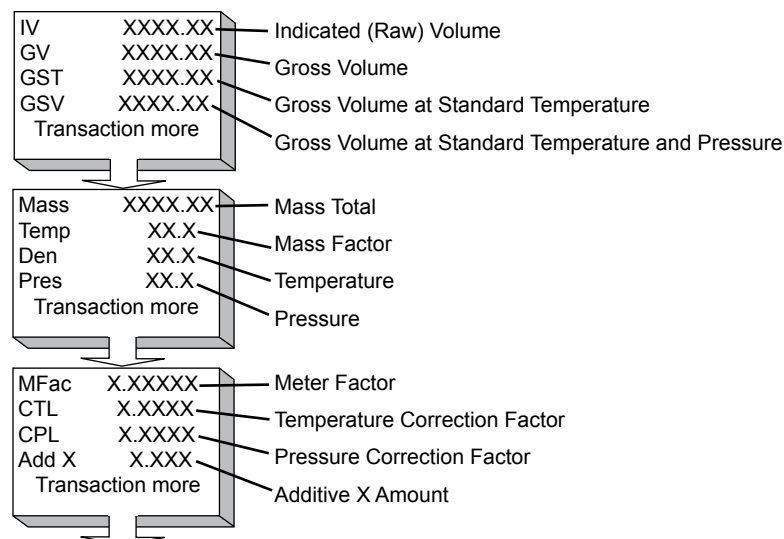 IV XXXX.XX Indicated (Raw) Volume
GV XXXX.XX Gross Volume
GST XXXX.XX Gross Volume at Standard Temperature
GSV XXXX.XX Gross Volume at Standard Temperature and Pressure
Transaction more
Mass XXXX.XX Mass Total
Temp XX.X Mass Factor
Den XX.X Temperature
Pres XX.X Pressure
Transaction more
MFac X.XXXXX Meter Factor
CTL X.XXXX Temperature Correction Factor
CPL X.XXXX Pressure Correction Factor
Add X X.XXX Additive X Amount
Transaction more